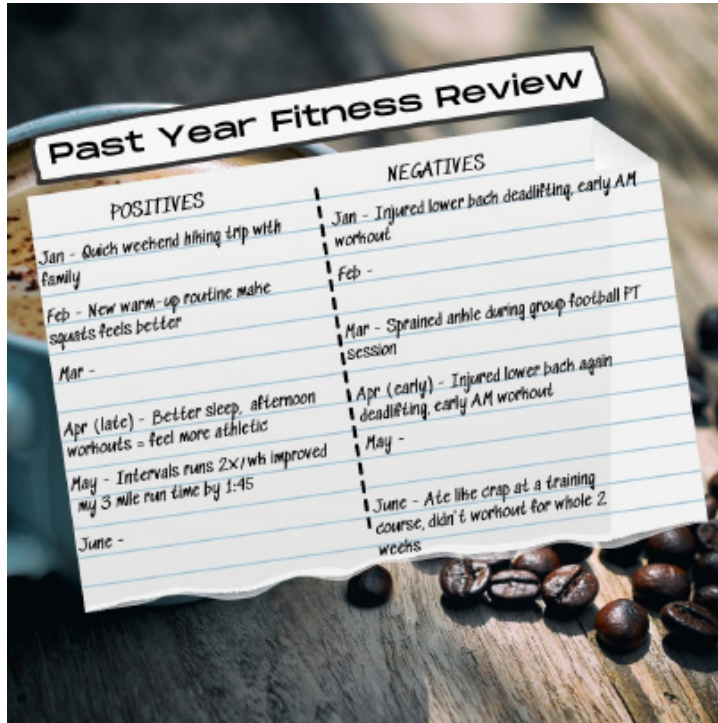 Past Year Fitness Review
POSITIVES
Jan - Quick weekend hiking trip with
family
Feb - New warm-up routine make
squats feels better
Mar -
Apr (late) - Better sleep, afternoon
workouts = feel more athletic
May - Intervals runs 2x/wk improved
my 3 mile run time by 1:45
June -
NEGATIVES
Jan - Injured lower back deadlifting, early AM
workout
Feb -
Mar - Sprained ankle during group football PT
session
Apr (early) - Injured lower back again
deadlifting, early AM workout
May -
June - Ate like crap at a training
course, didn't workout for whole 2
weeks